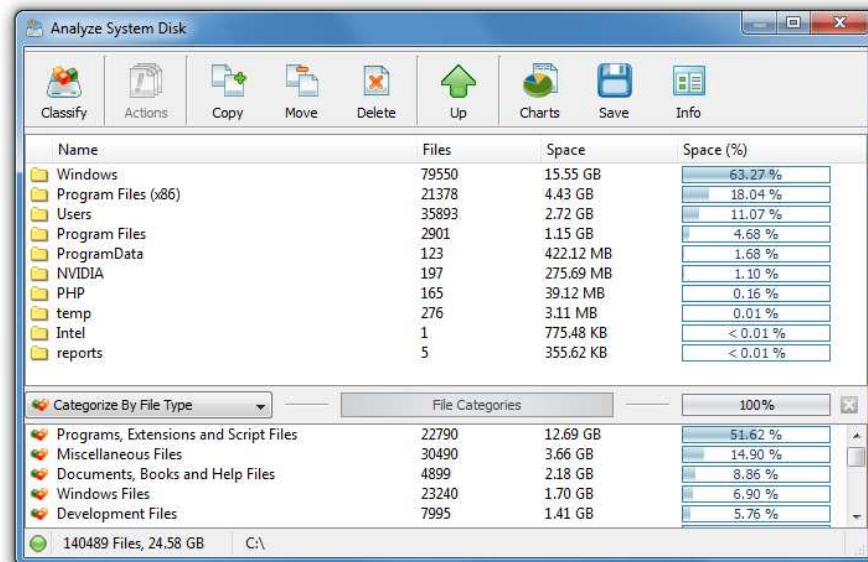 Analyze System Disk
Classify Actions Copy Move Delete Up Charts Save Info
Name Files Space Space (%)
Windows 79550 15.55 GB 63.27 %
Program Files (x86) 21378 4.43 GB 18.04 %
Users 35893 2.72 GB 11.07 %
Program Files 2901 1.15 GB 4.68 %
ProgramData 123 422.12 MB 1.68 %
NVIDIA 197 275.69 MB 1.10 %
PHP 165 39.12 MB 0.16 %
temp 276 3.11 MB 0.01 %
Intel 1 775.48 KB < 0.01 %
reports 5 355.62 KB < 0.01 %
Categorize By File Type File Categories 100%
Programs, Extensions and Script Files 22790 12.69 GB 51.62 %
Miscellaneous Files 30490 3.66 GB 14.90 %
Documents, Books and Help Files 4899 2.18 GB 8.86 %
Windows Files 23240 1.70 GB 6.90 %
Development Files 7995 1.41 GB 5.76 %
140489 Files, 24.58 GB C:\